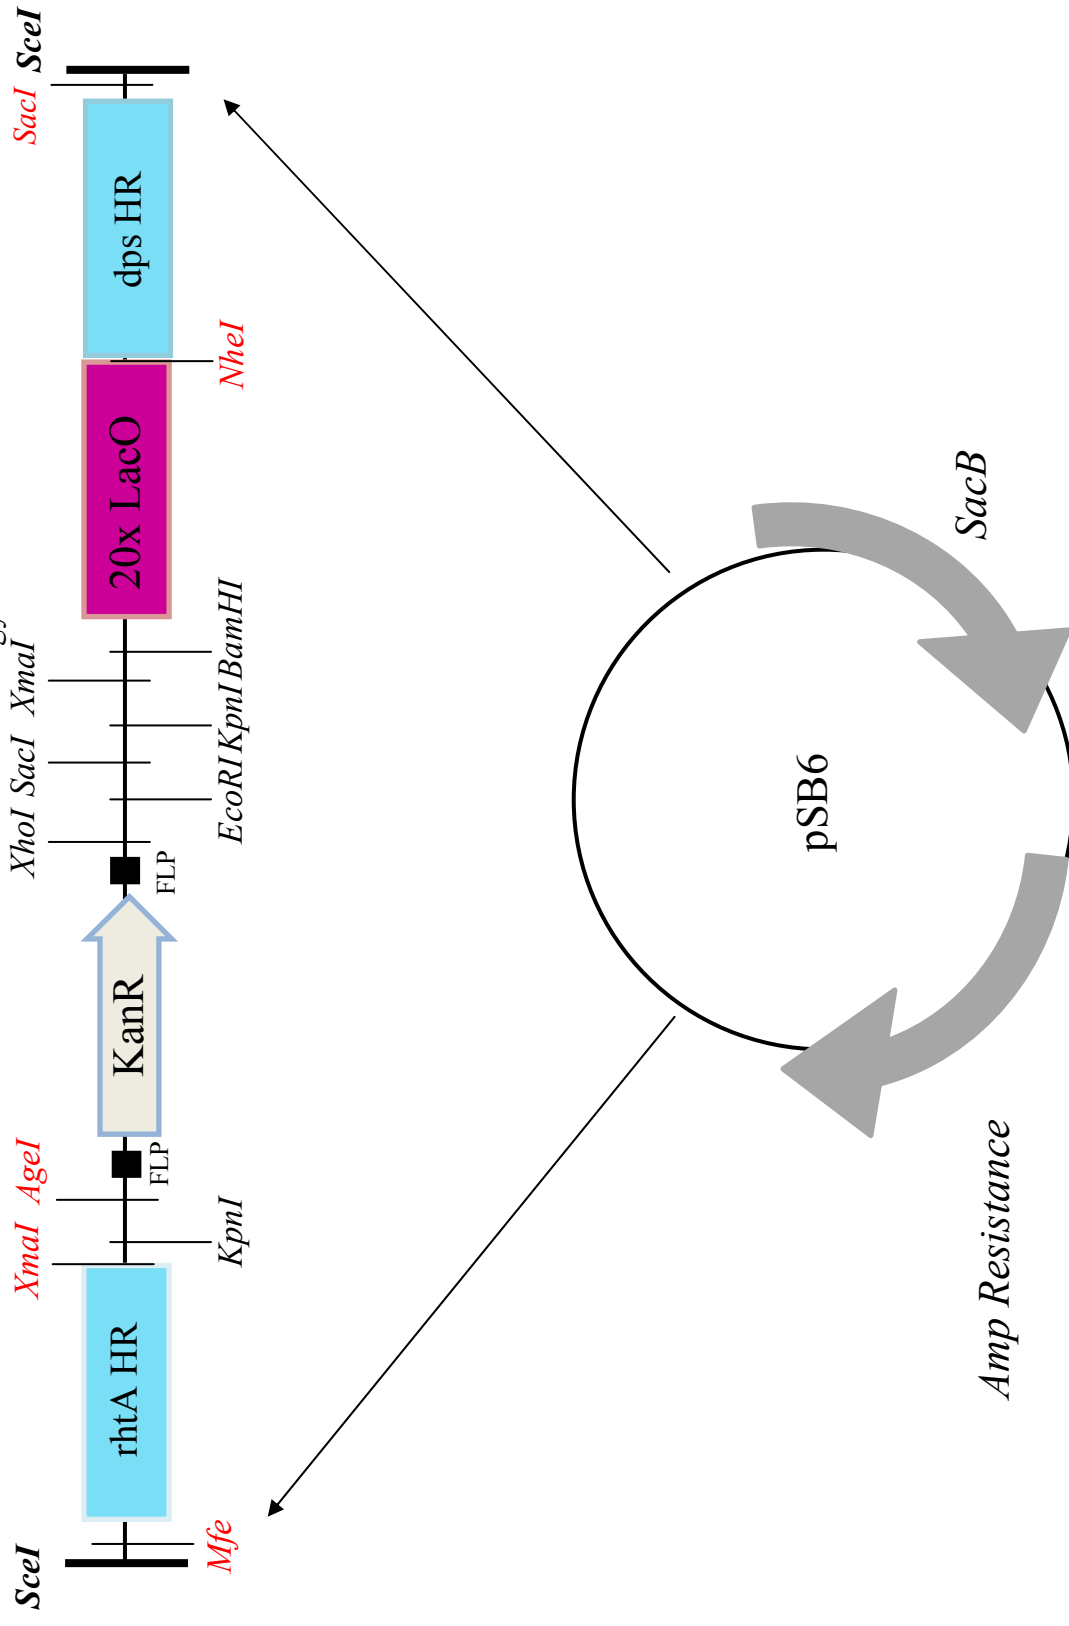 SceI
XmaI AgeI
XhoI SacI XmaI
SacI SceI
rhtA HR
KanR
20x LacO
dps HR
FLP
FLP
Mfe
KpnI
EcoRI KpnI BamHI
NheI
pSB6
SacB
Amp Resistance